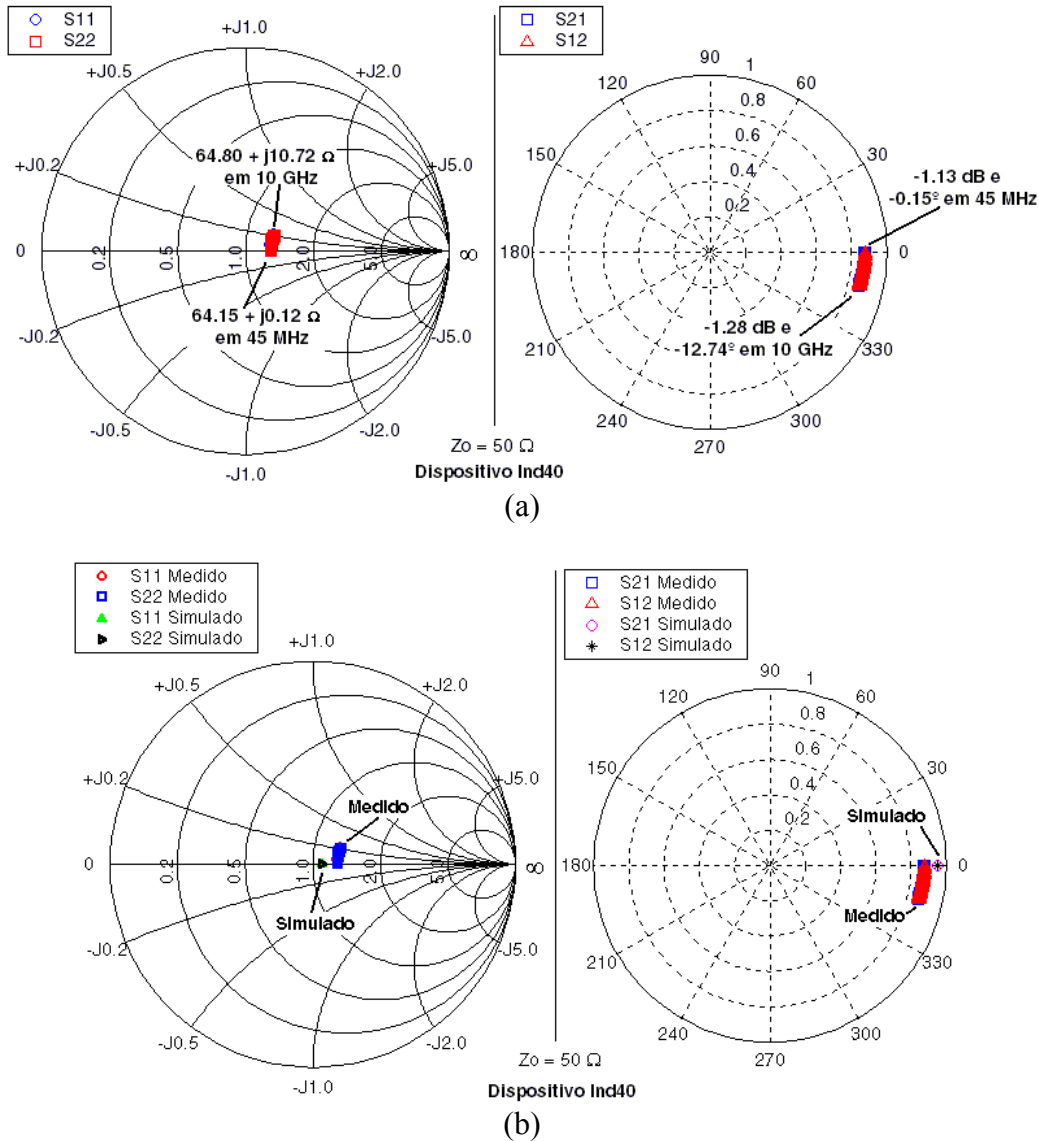 S11
S22
+J1.0
+J0.5
+J2.0
64.80 + j10.72 Ω
em 10 GHz
+J0.2
+J5.0
0
0.2
0.5
1.0
2.0
5.0
∞
64.15 + j0.12 Ω
em 45 MHz
-J0.2
-J5.0
-J0.5
-J2.0
-J1.0
S21
S12
90
1
120
60
0.8
0.6
150
0.4
30
0.2
-1.13 dB e
-0.15º em 45 MHz
180
0
-1.28 dB e
-12.74º em 10 GHz
210
330
240
300
270
Zo = 50 Ω
Dispositivo Ind40
(a)
S11 Medido
S22 Medido
S11 Simulado
S22 Simulado
+J1.0
+J0.5
+J2.0
+J0.2
+J5.0
Medido
0
0.2
0.5
1.0
2.0
5.0
∞
Simulado
-J0.2
-J5.0
-J0.5
-J2.0
-J1.0
S21 Medido
S12 Medido
S21 Simulado
S12 Simulado
90
1
120
60
0.8
0.6
150
0.4
30
0.2
Simulado
180
0
Medido
210
330
240
300
270
Zo = 50 Ω
Dispositivo Ind40
(b)